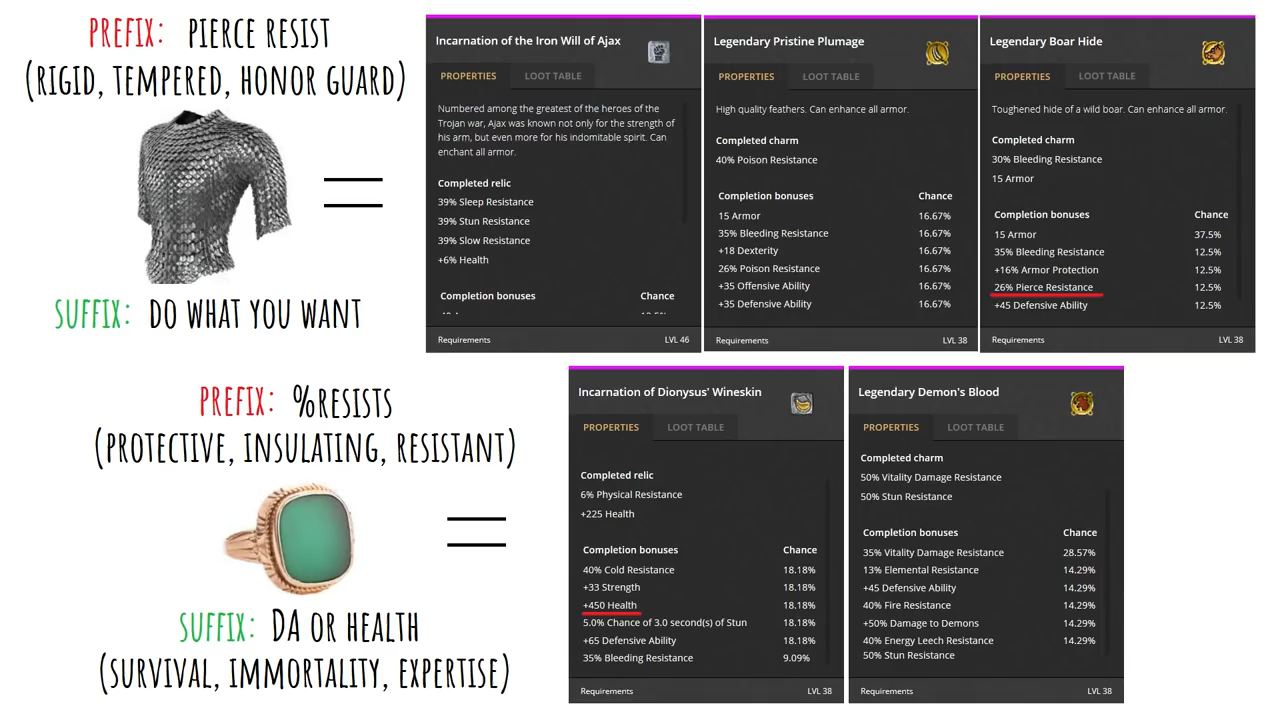 PREFIX: PIERCE RESIST
(RIGID, TEMPERED, HONOR GUARD)
SUFFIX: DO WHAT YOU WANT
Incarnation of the Iron Will of Ajax
PROPERTIES LOOT TABLE
Numbered among the greatest of the heroes of the
Trojan war, Ajax was known not only for the strength of
his arm, but even more for his indomitable spirit. Can
enchant all armor.
Completed relic
39% Sleep Resistance
39% Stun Resistance
39% Slow Resistance
+6% Health
Completion bonuses Chance
Requirements LVL 46
Legendary Pristine Plumage
PROPERTIES LOOT TABLE
High quality feathers. Can enhance all armor.
Completed charm
40% Poison Resistance
Completion bonuses Chance
15 Armor 16.67%
35% Bleeding Resistance 16.67%
+18 Dexterity 16.67%
26% Poison Resistance 16.67%
+35 Offensive Ability 16.67%
+35 Defensive Ability 16.67%
Requirements LVL 38
Legendary Boar Hide
PROPERTIES LOOT TABLE
Toughened hide of a wild boar. Can enhance all armor.
Completed charm
30% Bleeding Resistance
15 Armor
Completion bonuses Chance
15 Armor 37.5%
35% Bleeding Resistance 12.5%
+16% Armor Protection 12.5%
26% Pierce Resistance 12.5%
+45 Defensive Ability 12.5%
Requirements LVL 38
PREFIX: %RESISTS
(PROTECTIVE, INSULATING, RESISTANT)
SUFFIX: DA OR HEALTH
(SURVIVAL, IMMORTALITY, EXPERTISE)
Incarnation of Dionysus' Wineskin
PROPERTIES LOOT TABLE
Completed relic
6% Physical Resistance
+225 Health
Completion bonuses Chance
40% Cold Resistance 18.18%
+33 Strength 18.18%
+450 Health 18.18%
5.0% Chance of 3.0 second(s) of Stun 18.18%
+65 Defensive Ability 18.18%
35% Bleeding Resistance 9.09%
Requirements LVL 38
Legendary Demon's Blood
PROPERTIES LOOT TABLE
Completed charm
50% Vitality Damage Resistance
50% Stun Resistance
Completion bonuses Chance
35% Vitality Damage Resistance 28.57%
13% Elemental Resistance 14.29%
+45 Defensive Ability 14.29%
40% Fire Resistance 14.29%
+50% Damage to Demons 14.29%
40% Energy Leech Resistance 14.29%
50% Stun Resistance
Requirements LVL 38